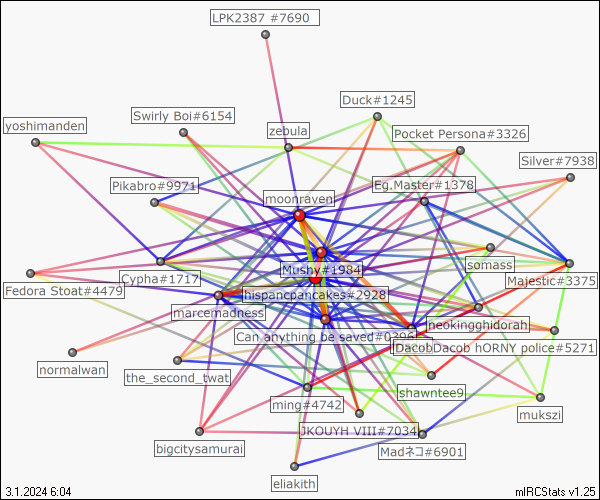 LPK2387 #7690
Duck#1245
Swirly Boi#6154
yoshimanden
zebula
Pocket Persona#3326
Silver#7938
Pikabro#9971
Eg.Master#1378
moonraven
Mushy#1984
somass
Cypha#1717
Majestic#3375
Fedora Stoat#4479
hispancpancakes#2928
marcemadness
neokingghidorah
Can anything be saved#0396
DacobDacob hORNY police#5271
normalwan
the_second_twat
shawntee9
ming#4742
mukszi
JKOUYH VIII#7034
bigcitysamurai
Madネコ#6901
eliakith
3.1.2024 6:04
mIRCStats v1.25